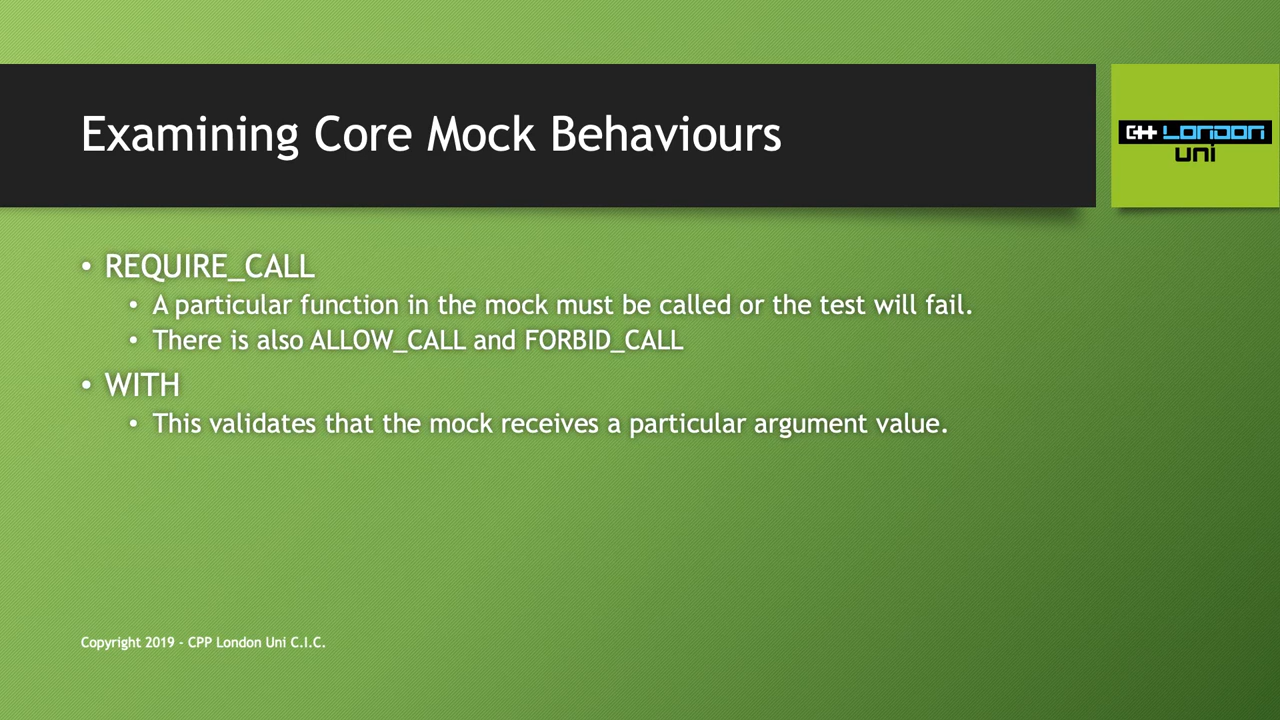 Examining Core Mock Behaviours
C++ London
uni
• REQUIRE_CALL
• A particular function in the mock must be called or the test will fail.
• There is also ALLOW_CALL and FORBID_CALL
• WITH
• This validates that the mock receives a particular argument value.
Copyright 2019 - CPP London Uni C.I.C.